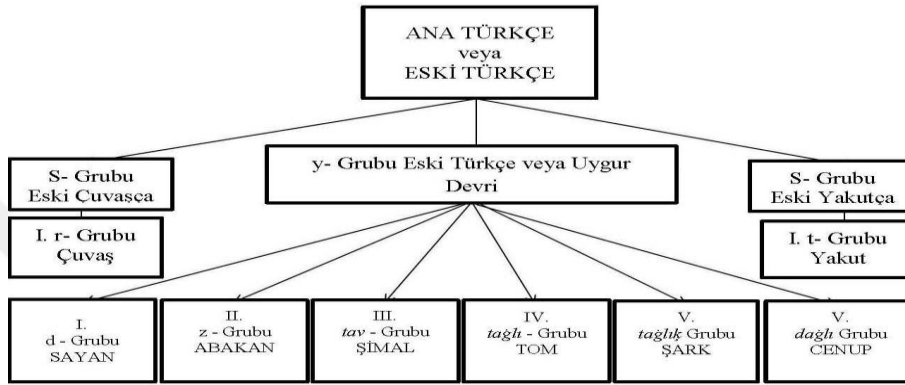 ANA TÜRKÇE
veya
ESKİ TÜRKÇE
S- Grubu
Eski Çuvaşça
y- Grubu Eski Türkçe veya Uygur
Devri
S- Grubu
Eski Yakutça
I. r- Grubu
Çuvaş
I. t- Grubu
Yakut
I.
d - Grubu
SAYAN
II.
z - Grubu
ABAKAN
III.
tav - Grubu
ŞİMAL
IV.
tağlı - Grubu
TOM
V.
tağlıḳ Grubu
ŞARK
V.
dağlı Grubu
CENUP